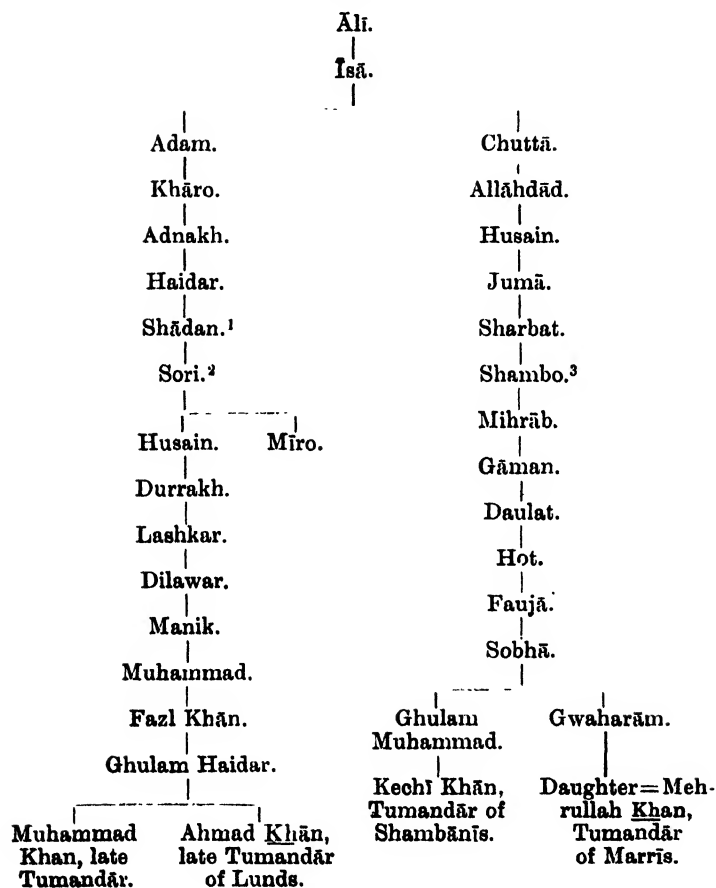 Ālī.
Īsā.
Adam.
Khāro.
Adnakh.
Haidar.
Shādan.¹
Sori.²
Husain. Mīro.
Durrakh.
Lashkar.
Dilawar.
Manik.
Muhammad.
Fazl Khān.
Ghulam Haidar.
Muhammad
Khan, late
Tumandār.
Ahmad Khān,
late Tumandār
of Lunds.
Chuttā.
Allāhdād.
Husain.
Jumā.
Sharbat.
Shambo.³
Mihrāb.
Gāman.
Daulat.
Hot.
Faujā.
Sobhā.
Ghulam
Muhammad.
Kechī Khān,
Tumandār of
Shambānīs.
Gwaharām.
Daughter=Meh-
rullah Khan,
Tumandār
of Marrīs.